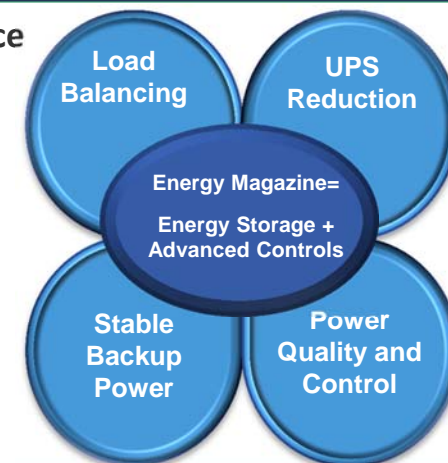 ce
Load
Balancing
UPS
Reduction
Energy Magazine=
Energy Storage +
Advanced Controls
Stable
Backup
Power
Power
Quality and
Control